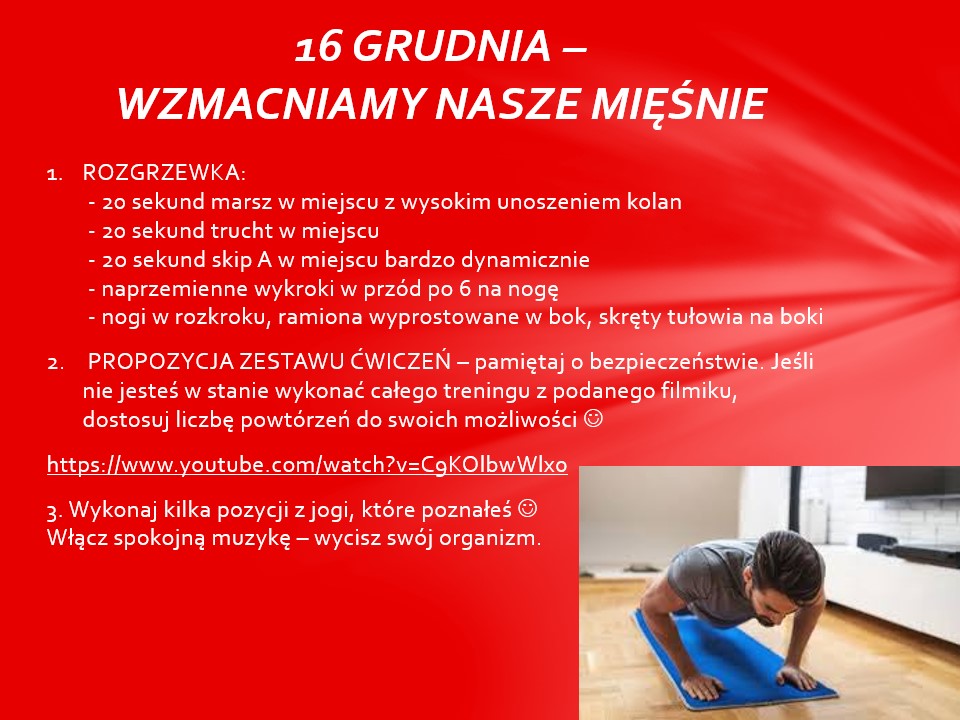 16 GRUDNIA –
WZMACNIAMY NASZE MIĘŚNIE
1. ROZGRZEWKA:
- 20 sekund marsz w miejscu z wysokim unoszeniem kolan
- 20 sekund trucht w miejscu
- 20 sekund skip A w miejscu bardzo dynamicznie
- naprzemienne wykroki w przód po 6 na nogę
- nogi w rozkroku, ramiona wyprostowane w bok, skręty tułowia na boki
2. PROPOZYCJA ZESTAWU ĆWICZEŃ – pamiętaj o bezpieczeństwie. Jeśli
nie jesteś w stanie wykonać całego treningu z podanego filmiku,
dostosuj liczbę powtórzeń do swoich możliwości ☺
https://www.youtube.com/watch?v=C9KOlbwWlxo
3. Wykonaj kilka pozycji z jogi, które poznałeś ☺
Włącz spokojną muzykę – wycisz swój organizm.